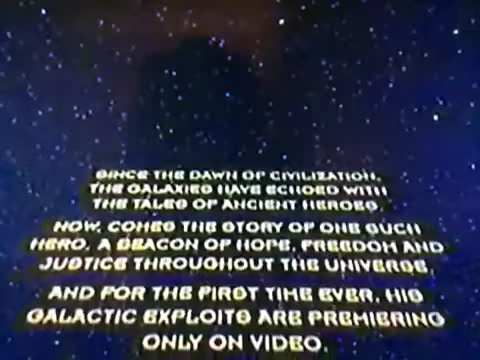 SINCE THE DAWN OF CIVILIZATION,
THE GALAXIES HAVE ECHOED WITH
THE TALES OF ANCIENT HEROES.
NOW, COMES THE STORY OF ONE SUCH
HERO, A BEACON OF HOPE, FREEDOM AND
JUSTICE THROUGHOUT THE UNIVERSE.
AND FOR THE FIRST TIME EVER, HIS
GALACTIC EXPLOITS ARE PREMIERING
ONLY ON VIDEO.